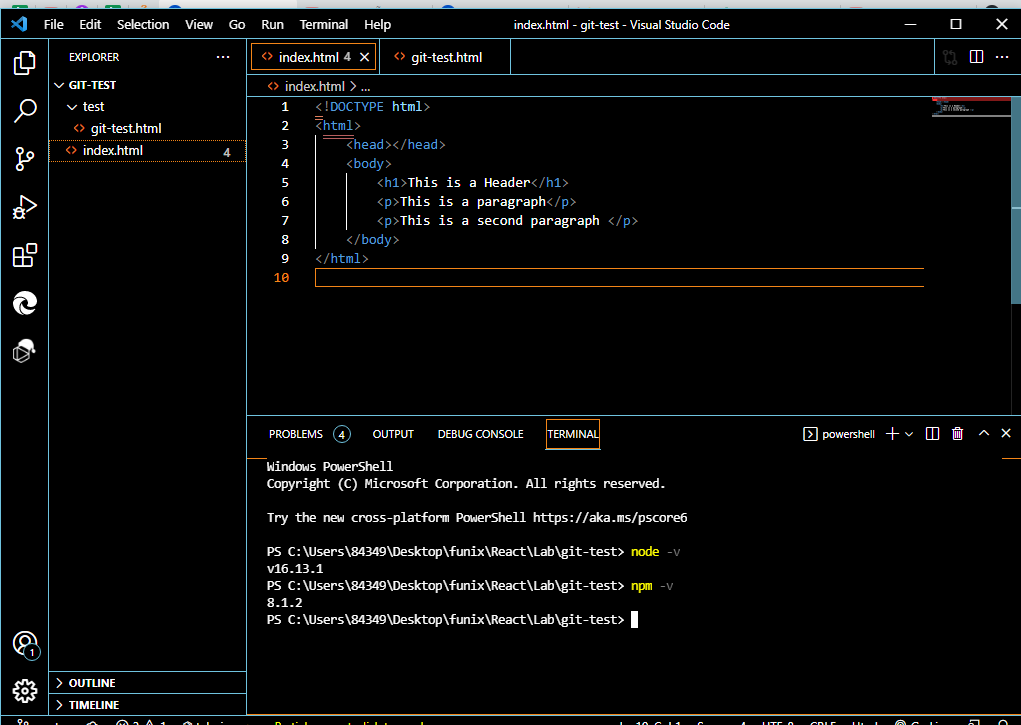 File Edit Selection View Go Run Terminal Help index.html - git-test - Visual Studio Code
EXPLORER
GIT-TEST
test
git-test.html
index.html 4
index.html 4 git-test.html
index.html > ...
1 <!DOCTYPE html>
2 <html>
3 <head></head>
4 <body>
5 <h1>This is a Header</h1>
6 <p>This is a paragraph</p>
7 <p>This is a second paragraph </p>
8 </body>
9 </html>
10
PROBLEMS 4 OUTPUT DEBUG CONSOLE TERMINAL powershell
Windows PowerShell
Copyright (C) Microsoft Corporation. All rights reserved.
Try the new cross-platform PowerShell https://aka.ms/pscore6
PS C:\Users\84349\Desktop\funix\React\Lab\git-test> node -v
v16.13.1
PS C:\Users\84349\Desktop\funix\React\Lab\git-test> npm -v
8.1.2
PS C:\Users\84349\Desktop\funix\React\Lab\git-test>
1
OUTLINE
TIMELINE